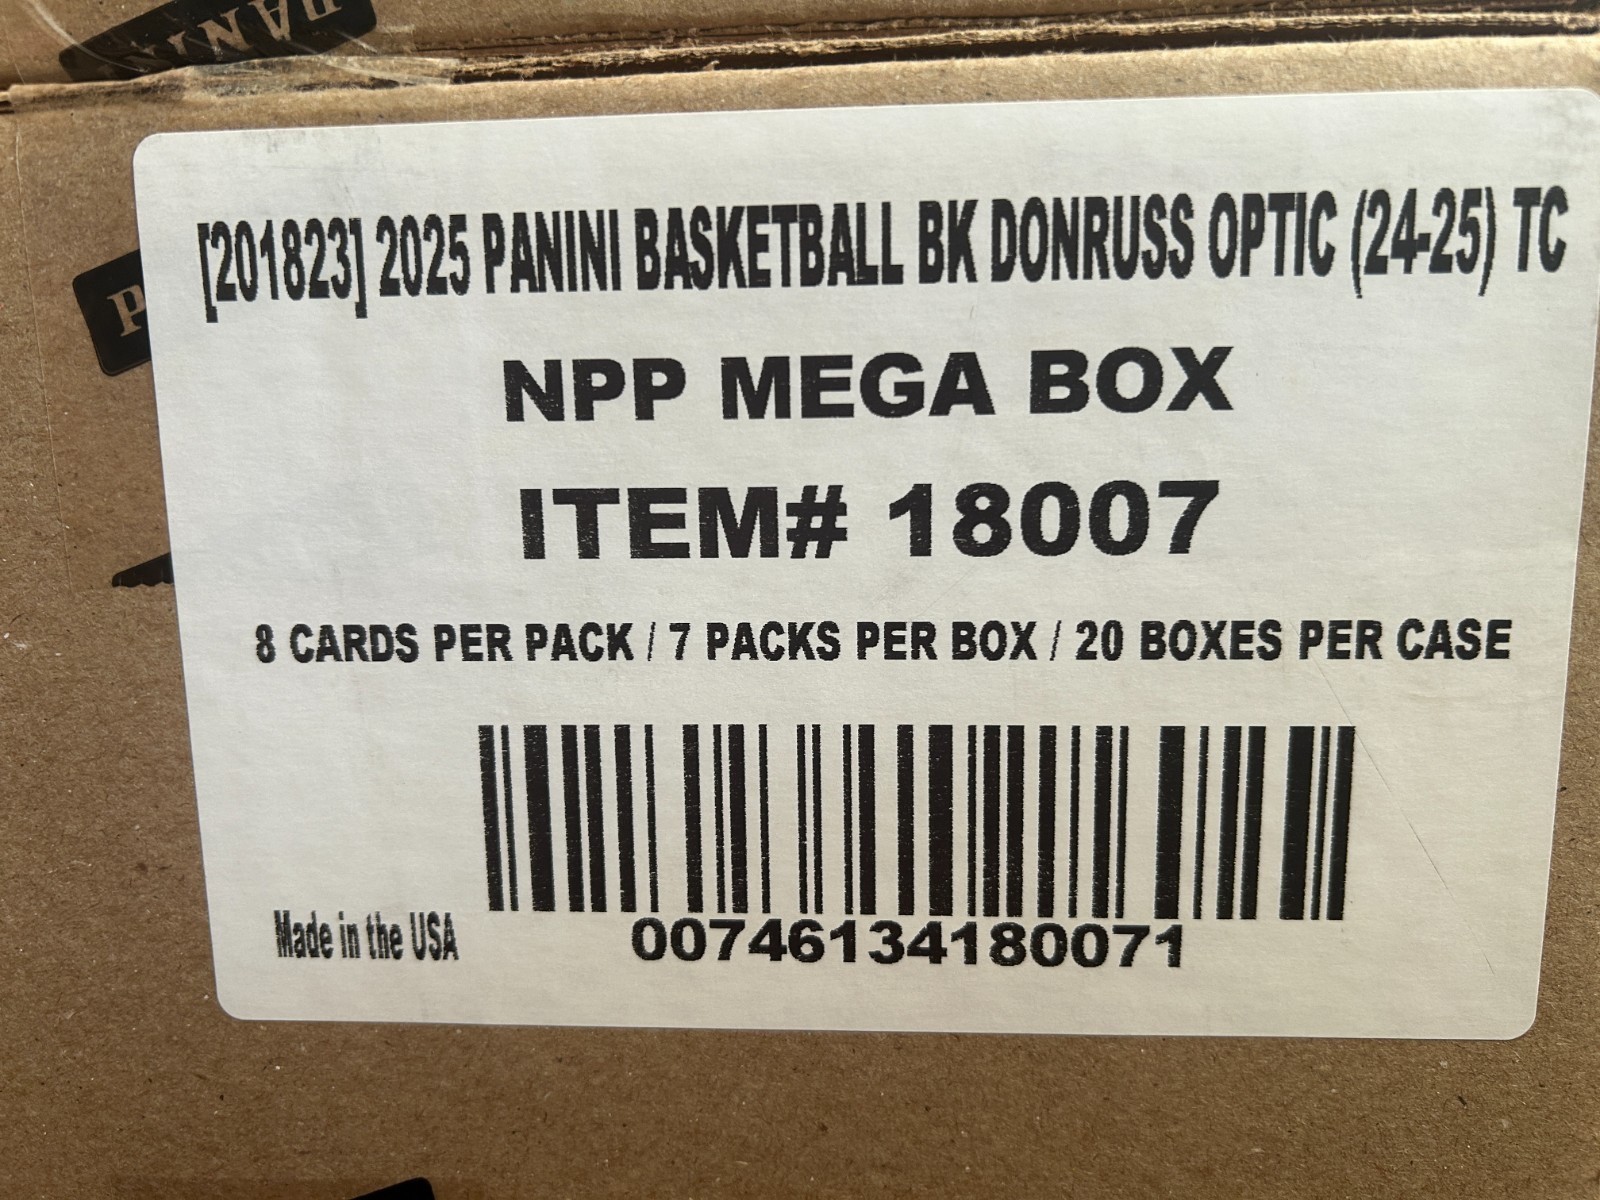 PANI
[201823] 2025 PANINI BASKETBALL BK DONRUSS OPTIC (24-25) TC
P
NPP MEGA BOX
ITEM# 18007
8 CARDS PER PACK / 7 PACKS PER BOX / 20 BOXES PER CASE
Made in the USA
00746134180071